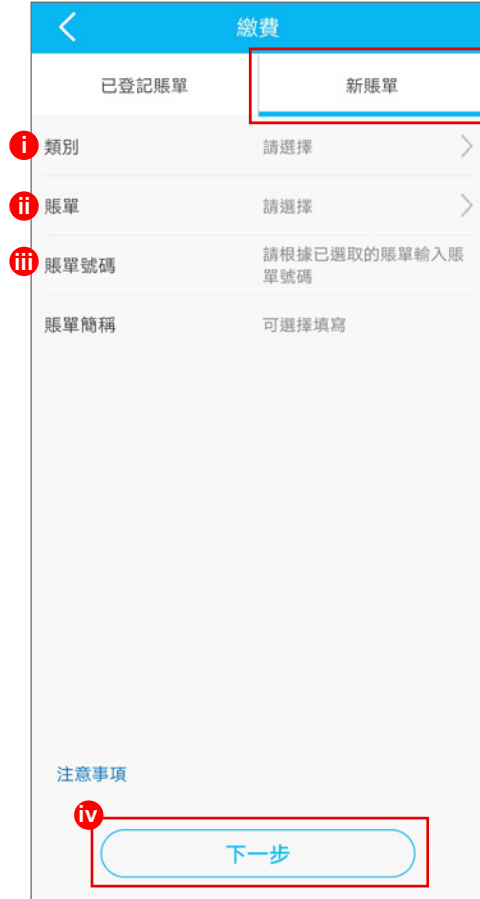 繳費
已登記賬單 新賬單
i 類別 請選擇
ii 賬單 請選擇
iii 賬單號碼 請根據已選取的賬單輸入賬
單號碼
賬單簡稱 可選擇填寫
注意事項
iv
下一步